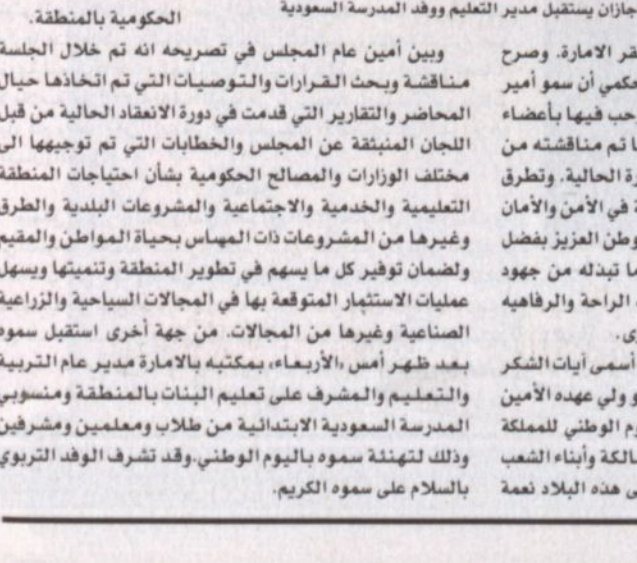 جازان يستقبل مدير التعليم ووفد المدرسة السعودية
قر الامارة. وصرح
حكمي أن سمو أمير
حب فيها بأعضاء
ا تم مناقشته من
ة الحالية. وتطرق
ة في الأمن والأمان
وطن العزيز بفضل
ما تبذله من جهود
الراحة والرفاهيه
ى.
أسمى آيات الشكر
و ولي عهده الأمين
م الوطني للمملكة
الكة وأبناء الشعب
ى هذه البلاد نعمة
الحكومية بالمنطقة.
وبين أمين عام المجلس في تصريحه انه تم خلال الجلسة
مناقشة وبحث القرارات والتوصيات التي تم اتخاذها حيال
المحاضر والتقارير التي قدمت في دورة الانعقاد الحالية من قبل
اللجان المنبثقة عن المجلس والخطابات التي تم توجيهها الى
مختلف الوزارات والمصالح الحكومية بشأن احتياجات المنطقة
التعليمية والخدمية والاجتماعية والمشروعات البلدية والطرق
وغيرها من المشروعات ذات المساس بحياة المواطن والمقيم
ولضمان توفير كل ما يسهم في تطوير المنطقة وتنميتها ويسهل
عمليات الاستثمار المتوقعة بها في المجالات السياحية والزراعية
الصناعية وغيرها من المجالات. من جهة أخرى استقبل سموه
بعد ظهر أمس «الأربعاء» بمكتبه بالامارة مدير عام التربية
والتعليم والمشرف على تعليم البنات بالمنطقة ومنسوبي
المدرسة السعودية الابتدائية من طلاب ومعلمين ومشرفين
وذلك لتهنئة سموه باليوم الوطني.وقد تشرف الوفد التربوي
بالسلام على سموه الكريم.